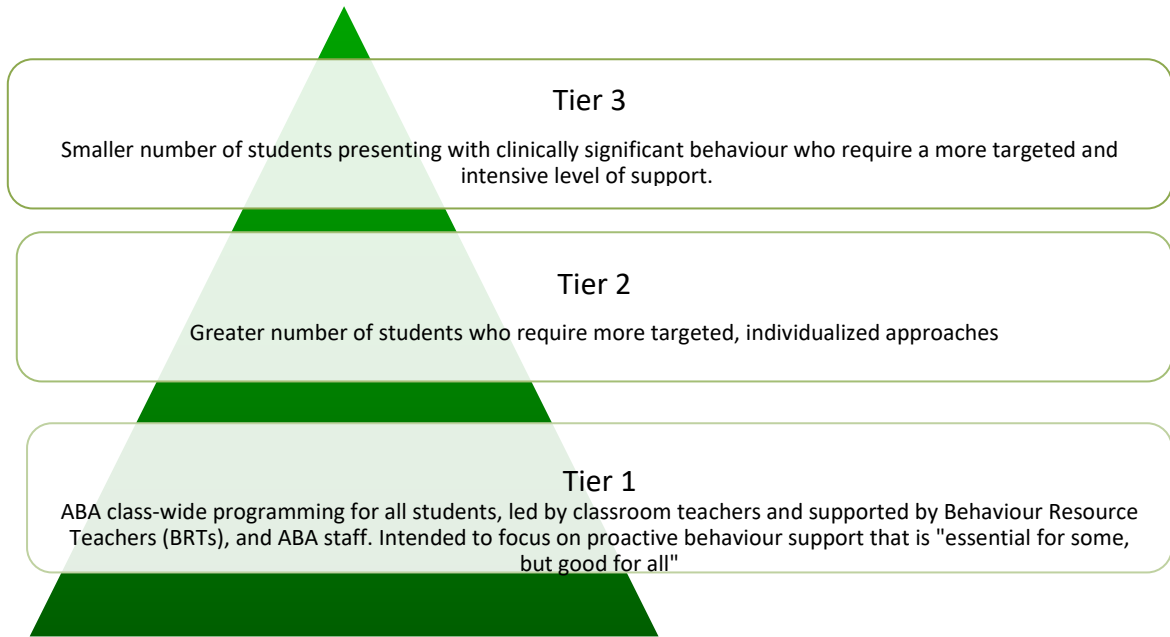 Tier 3
Smaller number of students presenting with clinically significant behaviour who require a more targeted and
intensive level of support.
Tier 2
Greater number of students who require more targeted, individualized approaches
Tier 1
ABA class-wide programming for all students, led by classroom teachers and supported by Behaviour Resource
Teachers (BRTs), and ABA staff. Intended to focus on proactive behaviour support that is "essential for some,
but good for all"